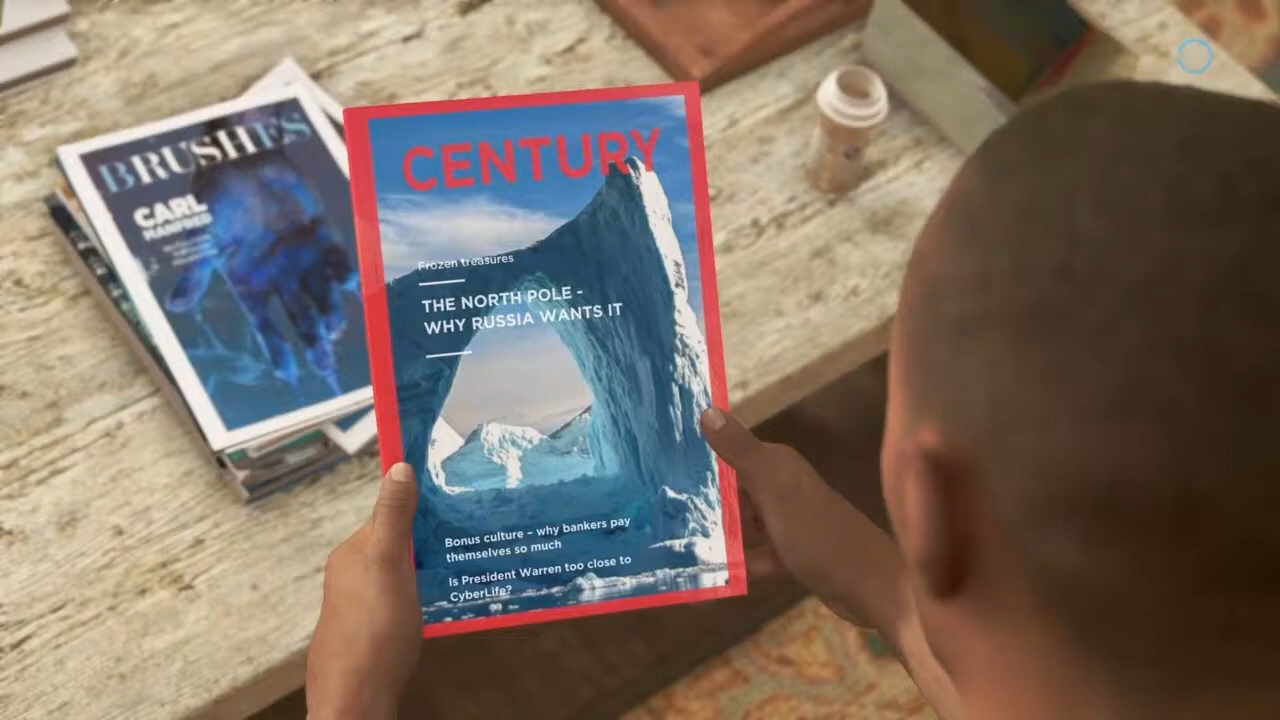 BRUSHES
CARL
MANFRED
CENTURY
Frozen treasures
THE NORTH POLE -
WHY RUSSIA WANTS IT
Bonus culture – why bankers pay
themselves so much
Is President Warren too close to
CyberLife?